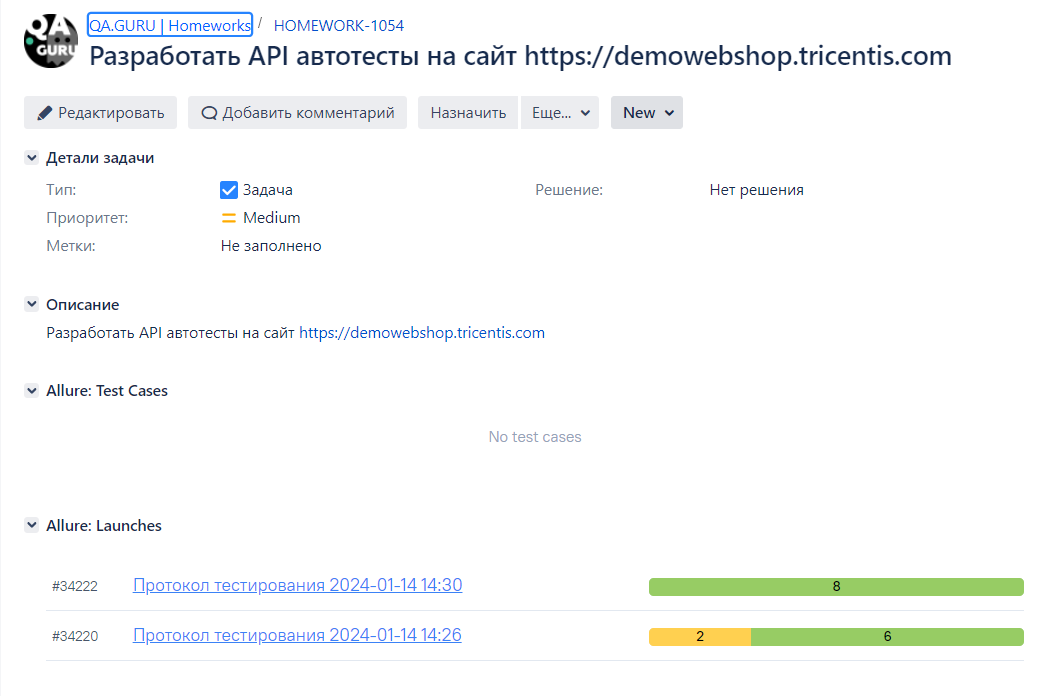 QA GURU
QA.GURU | Homeworks / HOMEWORK-1054
Разработать API автотесты на сайт https://demowebshop.tricentis.com
Редактировать Добавить комментарий Назначить Еще... New
Детали задачи
Тип: Задача Решение: Нет решения
Приоритет: Medium
Метки: Не заполнено
Описание
Разработать API автотесты на сайт https://demowebshop.tricentis.com
Allure: Test Cases
No test cases
Allure: Launches
#34222 Протокол тестирования 2024-01-14 14:30 8
#34220 Протокол тестирования 2024-01-14 14:26 2 6